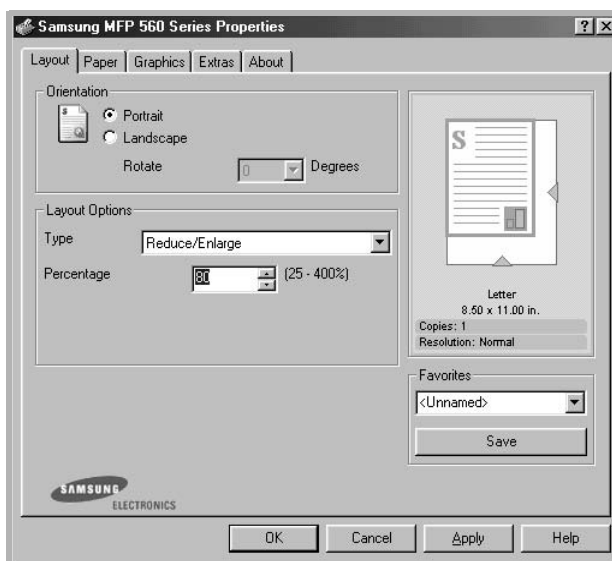 Samsung MFP 560 Series Properties
Layout Paper Graphics Extras About
Orientation
Portrait
Landscape
Rotate 0 Degrees
Layout Options
Type Reduce/Enlarge
Percentage 80 (25 - 400%)
S
S
Letter
8.50 x 11.00 in.
Copies: 1
Resolution: Normal
Favorites
<Unnamed>
Save
SAMSUNG
ELECTRONICS
OK Cancel Apply Help